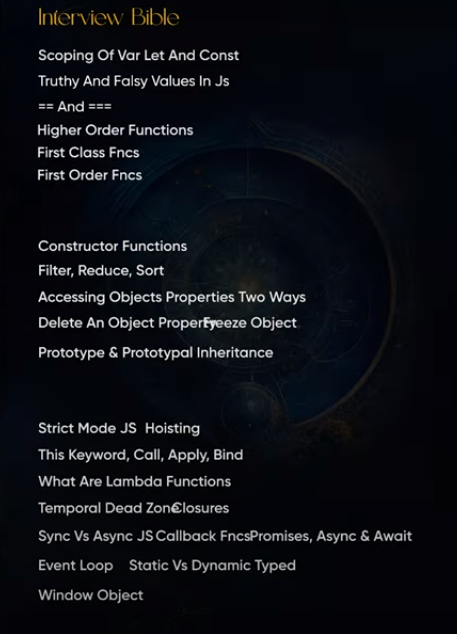 Interview Bible
Scoping Of Var Let And Const
Truthy And Falsy Values In Js
== And ===
Higher Order Functions
First Class Fncs
First Order Fncs
Constructor Functions
Filter, Reduce, Sort
Accessing Objects Properties Two Ways
Delete An Object Property Freeze Object
Prototype & Prototypal Inheritance
Strict Mode JS Hoisting
This Keyword, Call, Apply, Bind
What Are Lambda Functions
Temporal Dead Zone Closures
Sync Vs Async JS Callback Fncs Promises, Async & Await
Event Loop Static Vs Dynamic Typed
Window Object